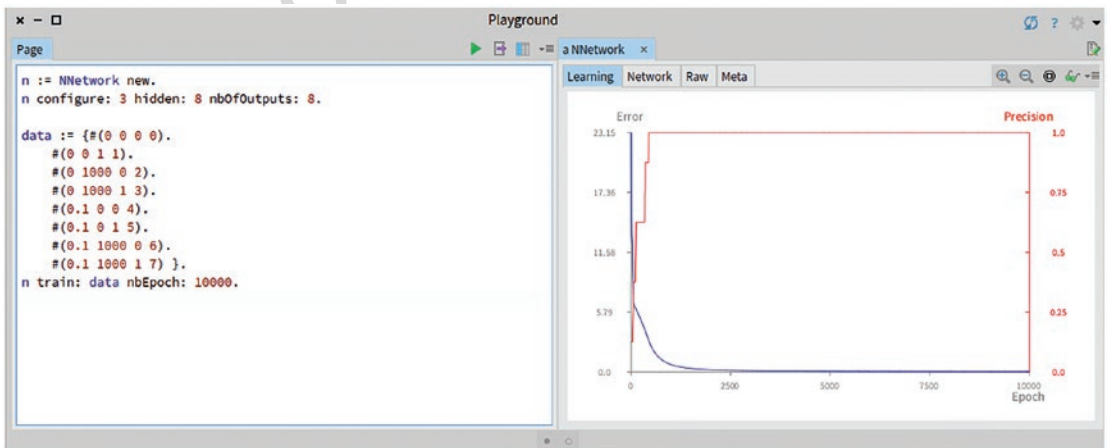 Playground
?
Page
a NNetwork ×
n := NNetwork new.
n configure: 3 hidden: 8 nbOfOutputs: 8.
data := {#(0 0 0 0).
#(0 0 1 1).
#(0 1000 0 2).
#(0 1000 1 3).
#(0.1 0 0 4).
#(0.1 0 1 5).
#(0.1 1000 0 6).
#(0.1 1000 1 7) }.
n train: data nbEpoch: 10000.
Learning Network Raw Meta
Error
Precision
23.15
1.0
17.36
0.75
11.58
0.5
5.79
0.25
0.0
0.0
0 2500 5000 7500 10000
Epoch